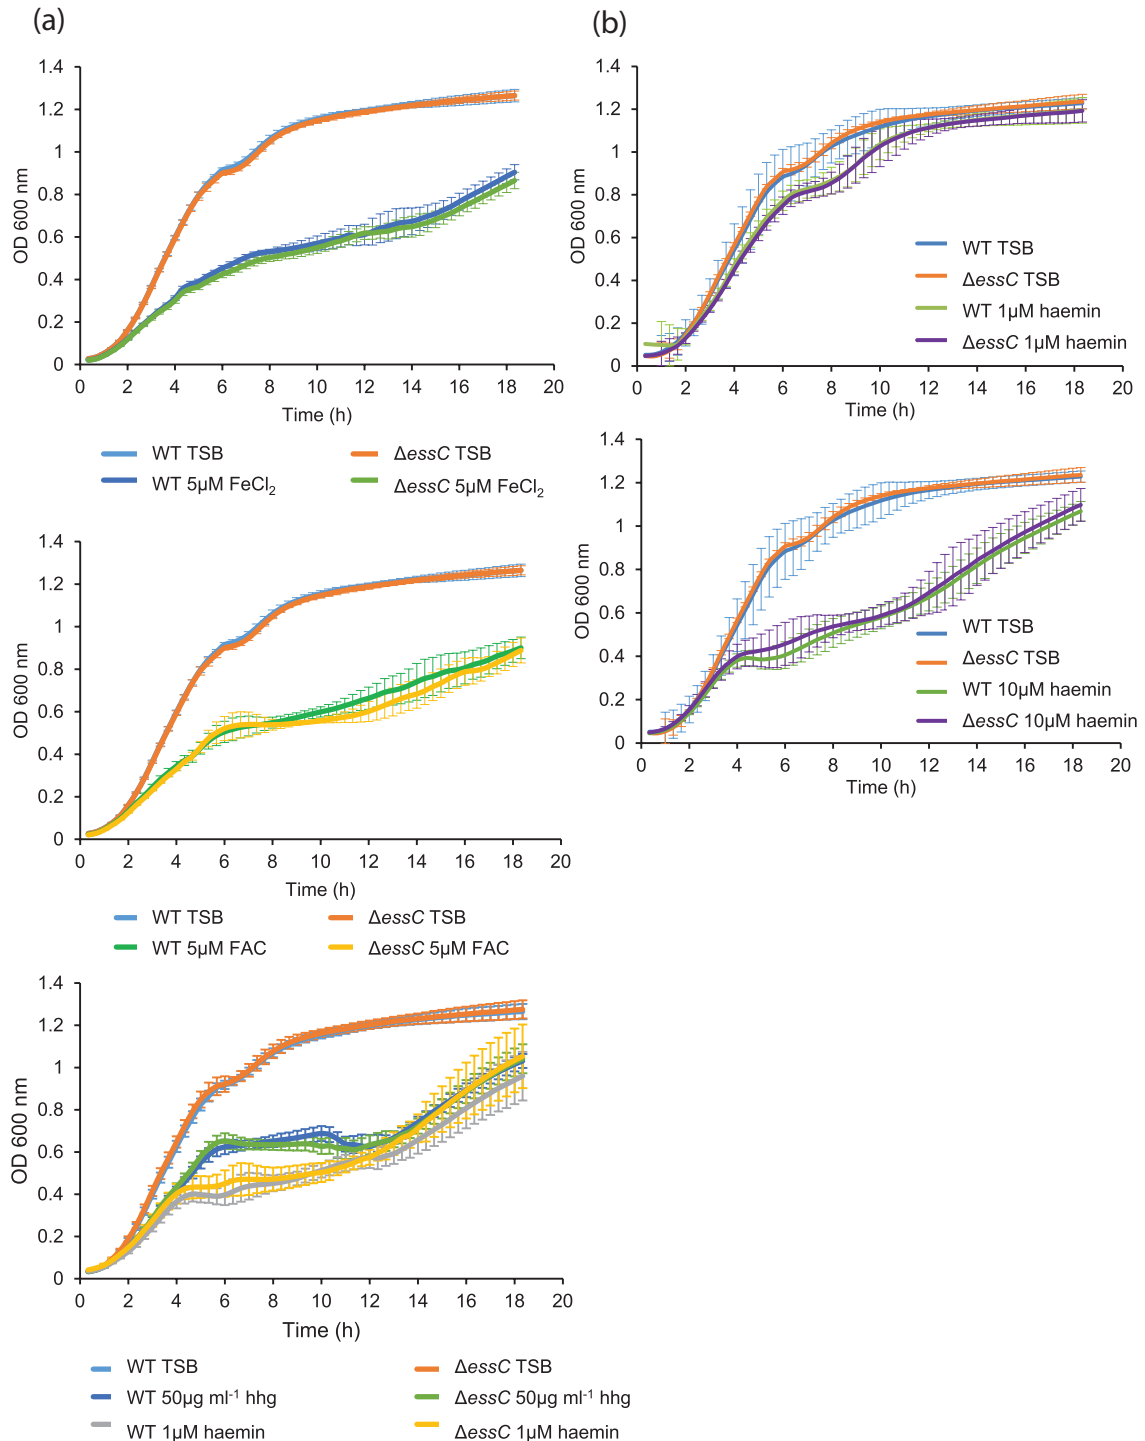 (a)
1.4
1.2
1
0.8
0.6
0.4
0.2
0
OD 600 nm
0 2 4 6 8 10 12 14 16 18 20
Time (h)
WT TSB
ΔessC TSB
WT 5µM FeCl₂
ΔessC 5µM FeCl₂
1.4
1.2
1
0.8
0.6
0.4
0.2
0
OD 600 nm
0 2 4 6 8 10 12 14 16 18 20
Time (h)
WT TSB
ΔessC TSB
WT 5µM FAC
ΔessC 5µM FAC
1.4
1.2
1
0.8
0.6
0.4
0.2
0
OD 600 nm
0 2 4 6 8 10 12 14 16 18 20
Time (h)
WT TSB
ΔessC TSB
WT 50µg ml⁻¹ hhg
ΔessC 50µg ml⁻¹ hhg
WT 1µM haemin
ΔessC 1µM haemin
(b)
1.4
1.2
1
0.8
0.6
0.4
0.2
0
OD 600 nm
0 2 4 6 8 10 12 14 16 18 20
Time (h)
WT TSB
ΔessC TSB
WT 1µM haemin
ΔessC 1µM haemin
1.4
1.2
1
0.8
0.6
0.4
0.2
0
OD 600 nm
0 2 4 6 8 10 12 14 16 18 20
Time (h)
WT TSB
ΔessC TSB
WT 10µM haemin
ΔessC 10µM haemin